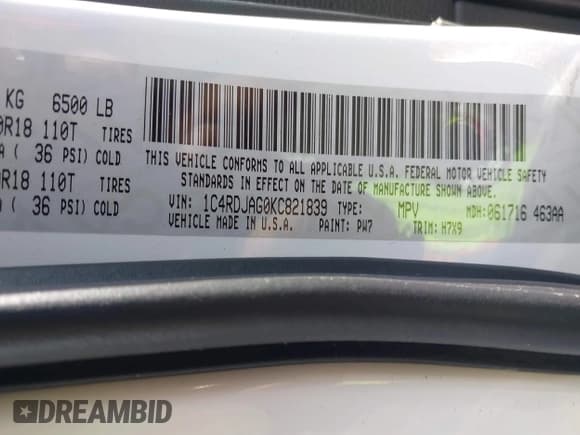 KG 6500 LB
R18 110T TIRES
( 36 PSI) COLD
R18 110T TIRES
( 36 PSI) COLD
THIS VEHICLE CONFORMS TO ALL APPLICABLE U.S.A. FEDERAL MOTOR VEHICLE SAFETY
STANDARDS IN EFFECT ON THE DATE OF MANUFACTURE SHOWN ABOVE.
VIN: 1C4RDJAG0KC821839 TYPE: MPV MDH: 061716 463AA
VEHICLE MADE IN U.S.A. PAINT: PW7 TRIM: H7X9
DREAMBID